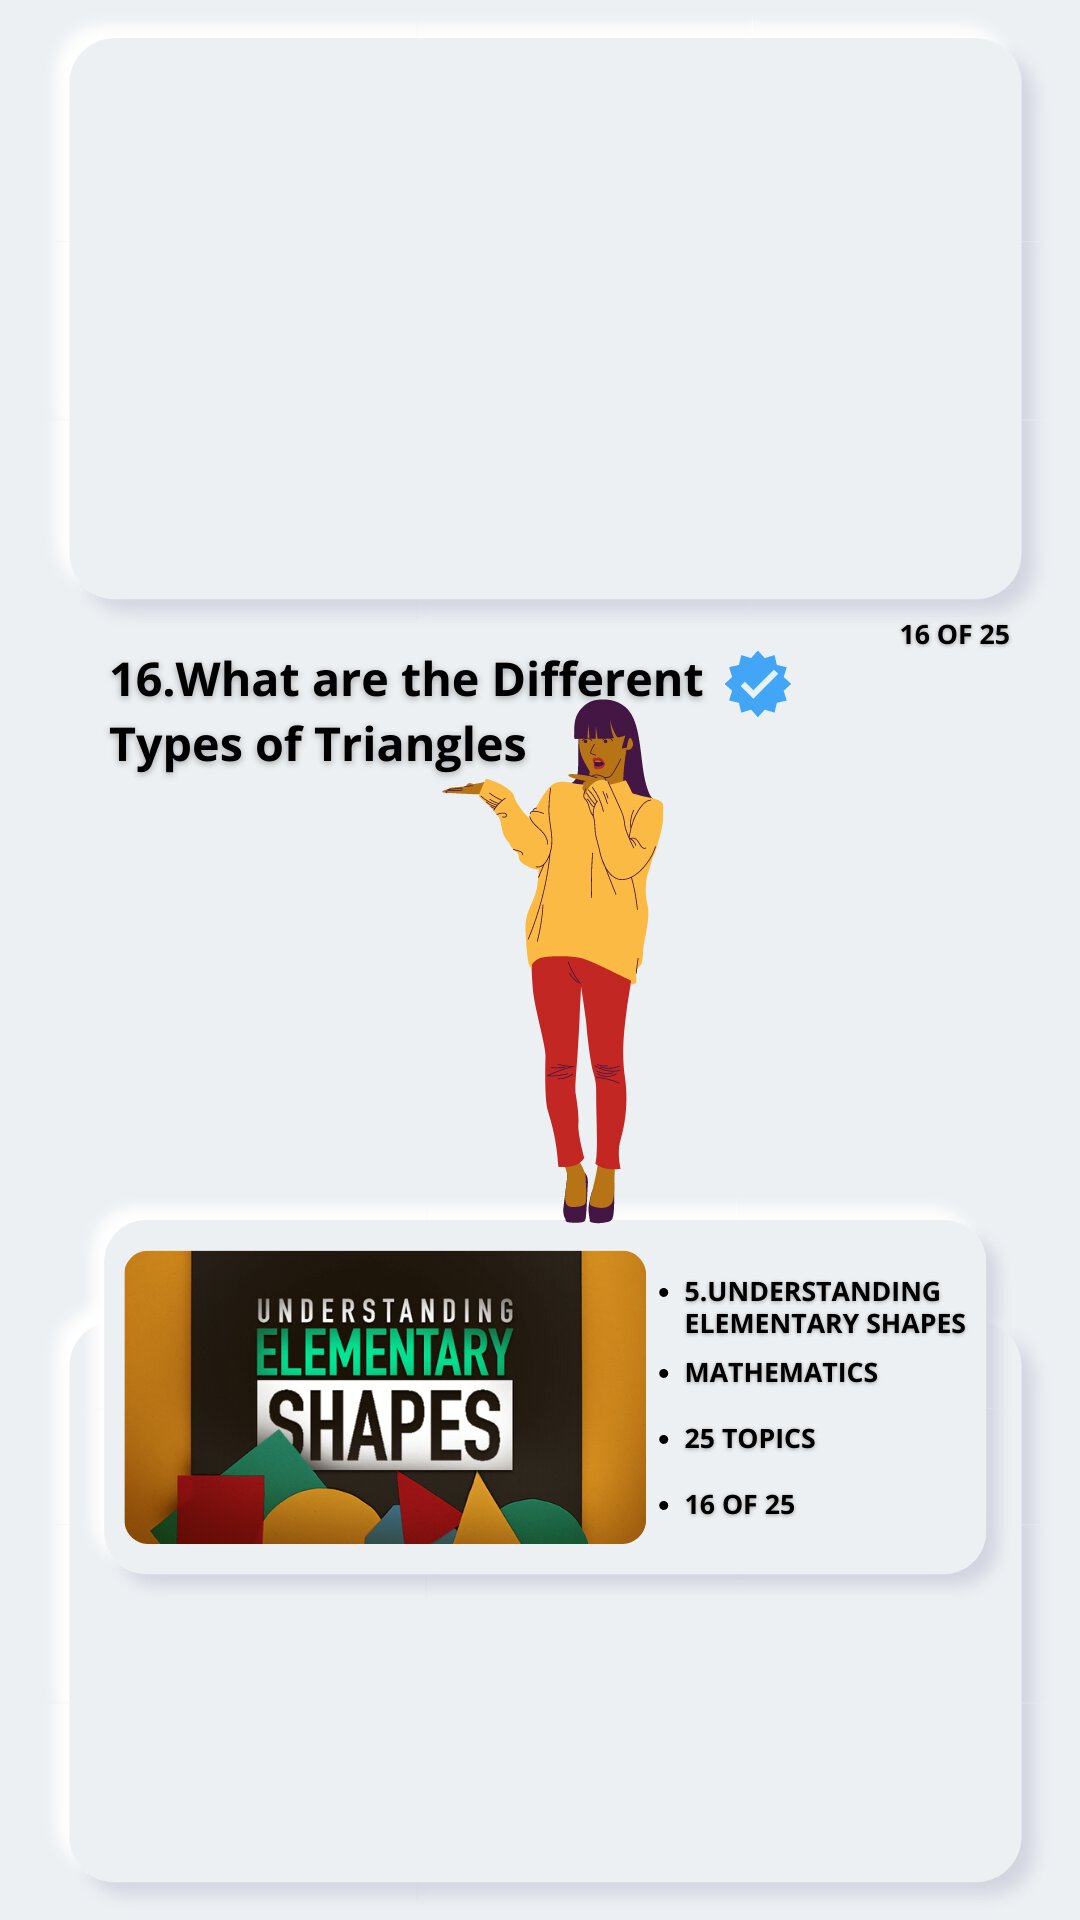 16 OF 25
16.What are the Different
Types of Triangles
UNDERSTANDING
ELEMENTARY
SHAPES
• 5.UNDERSTANDING
ELEMENTARY SHAPES
• MATHEMATICS
• 25 TOPICS
• 16 OF 25